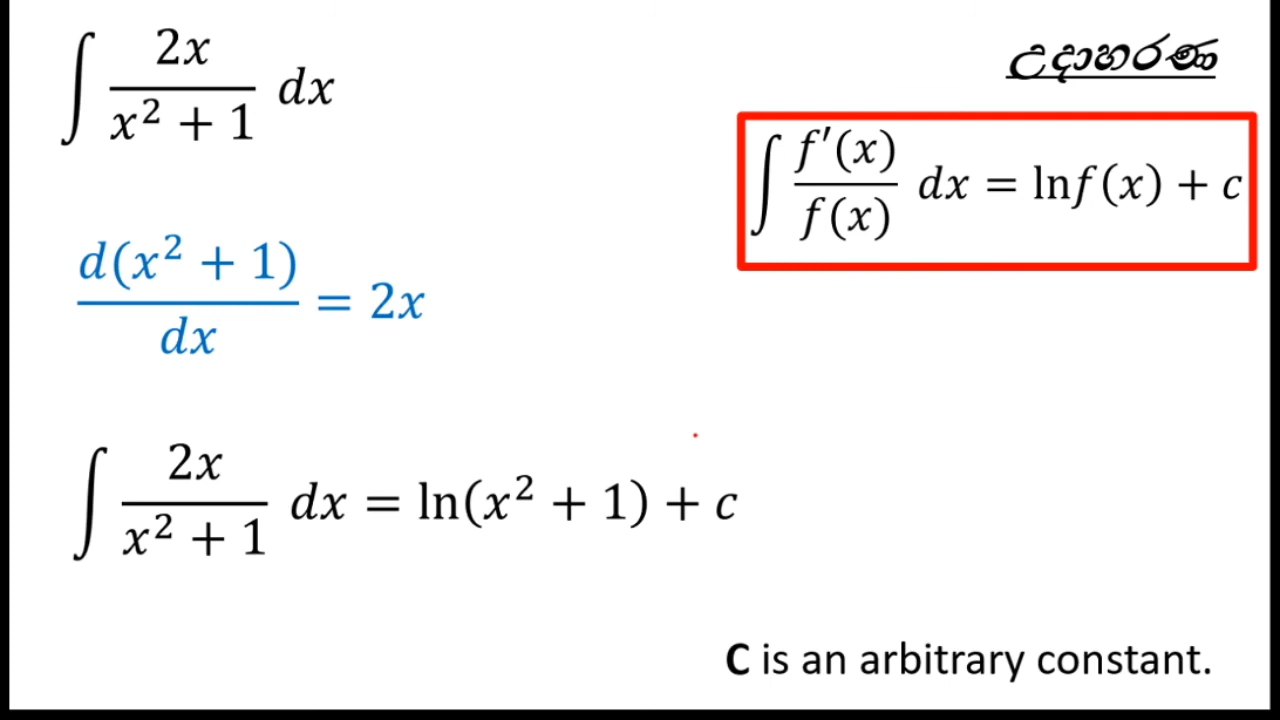 ∫ 2x/(x² + 1) dx
උදාහරණ
∫ f′(x)/f(x) dx = lnf(x) + c
d(x² + 1)/dx = 2x
∫ 2x/(x² + 1) dx = ln(x² + 1) + c
C is an arbitrary constant.